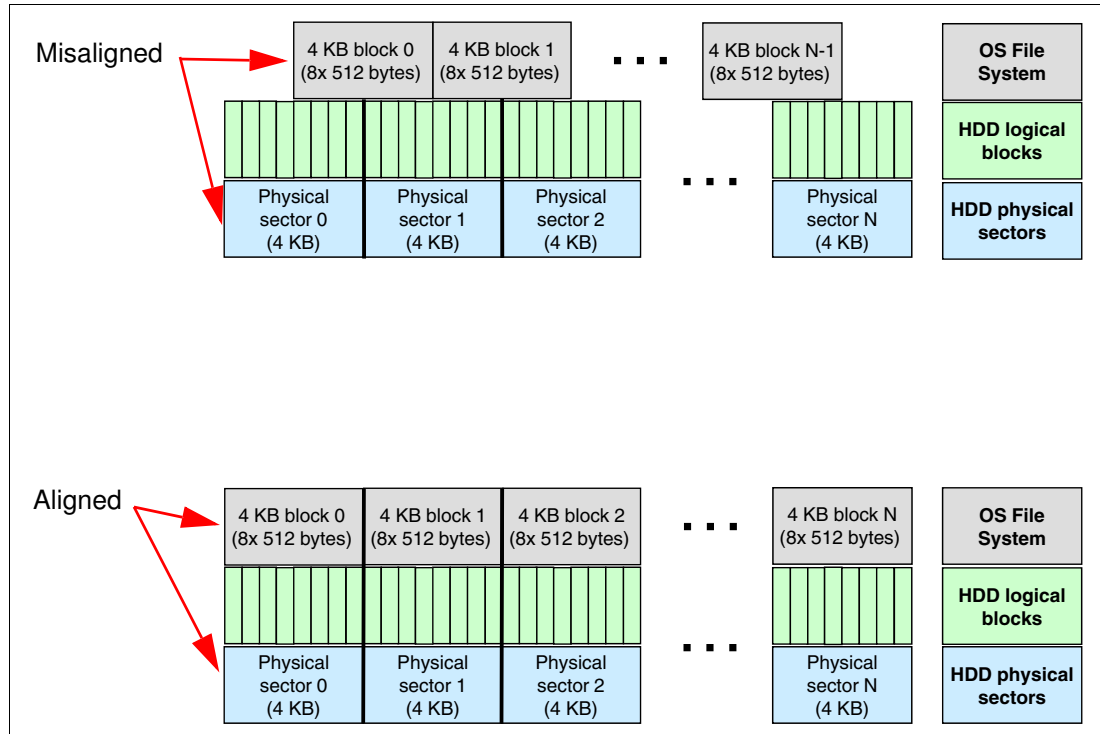 Misaligned
4 KB block 0
(8x 512 bytes)
4 KB block 1
(8x 512 bytes)
4 KB block N-1
(8x 512 bytes)
OS File
System
HDD logical
blocks
Physical
sector 0
(4 KB)
Physical
sector 1
(4 KB)
Physical
sector 2
(4 KB)
Physical
sector N
(4 KB)
HDD physical
sectors
Aligned
4 KB block 0
(8x 512 bytes)
4 KB block 1
(8x 512 bytes)
4 KB block 2
(8x 512 bytes)
4 KB block N
(8x 512 bytes)
OS File
System
HDD logical
blocks
Physical
sector 0
(4 KB)
Physical
sector 1
(4 KB)
Physical
sector 2
(4 KB)
Physical
sector N
(4 KB)
HDD physical
sectors